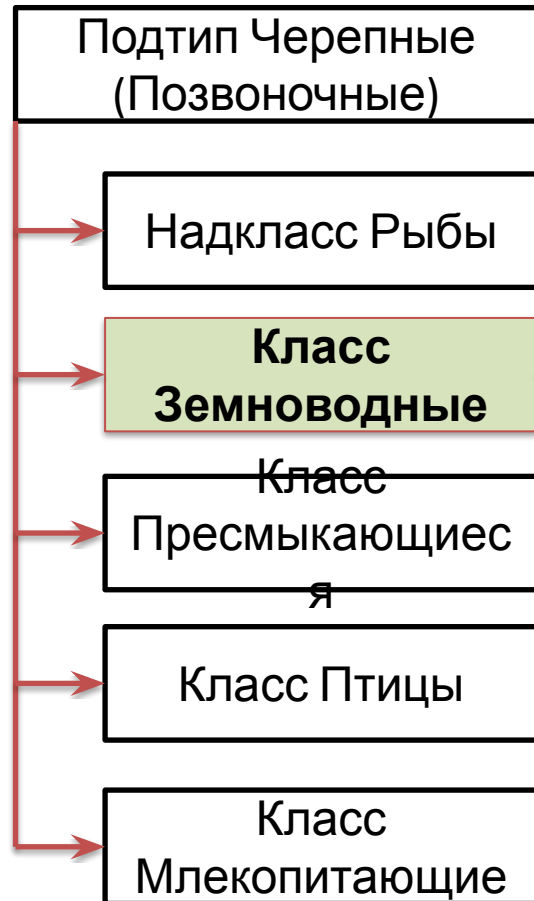 Подтип Черепные
(Позвоночные)
Надкласс Рыбы
Класс
Земноводные
Класс
Пресмыкающиес
я
Класс Птицы
Класс
Млекопитающие